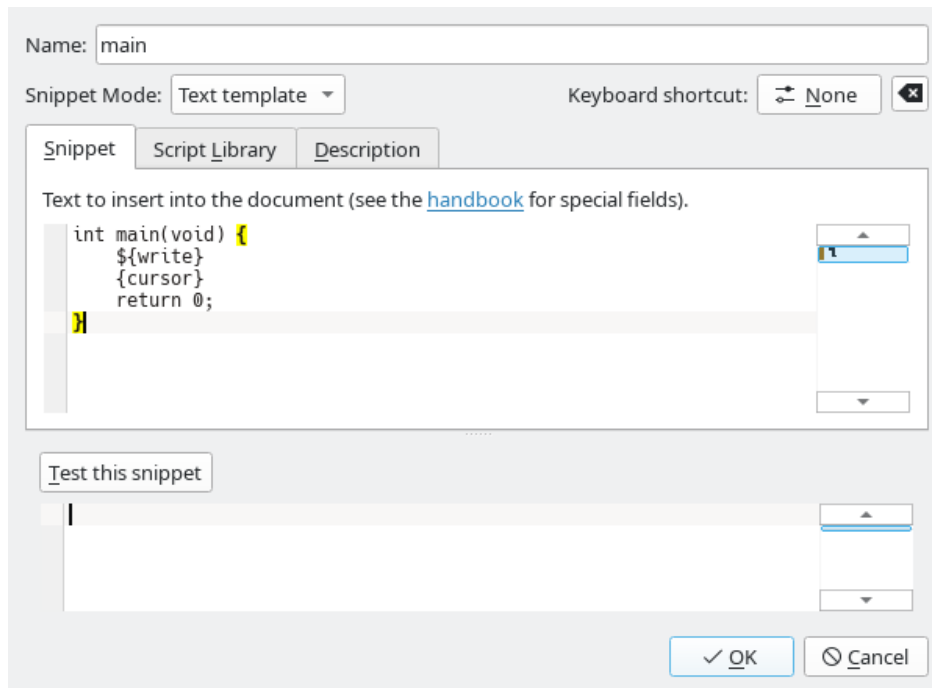 Name: main
Snippet Mode: Text template Keyboard shortcut: None
Snippet Script Library Description
Text to insert into the document (see the handbook for special fields).
int main(void) {
    ${write}
    {cursor}
    return 0;
}
Test this snippet
OK Cancel